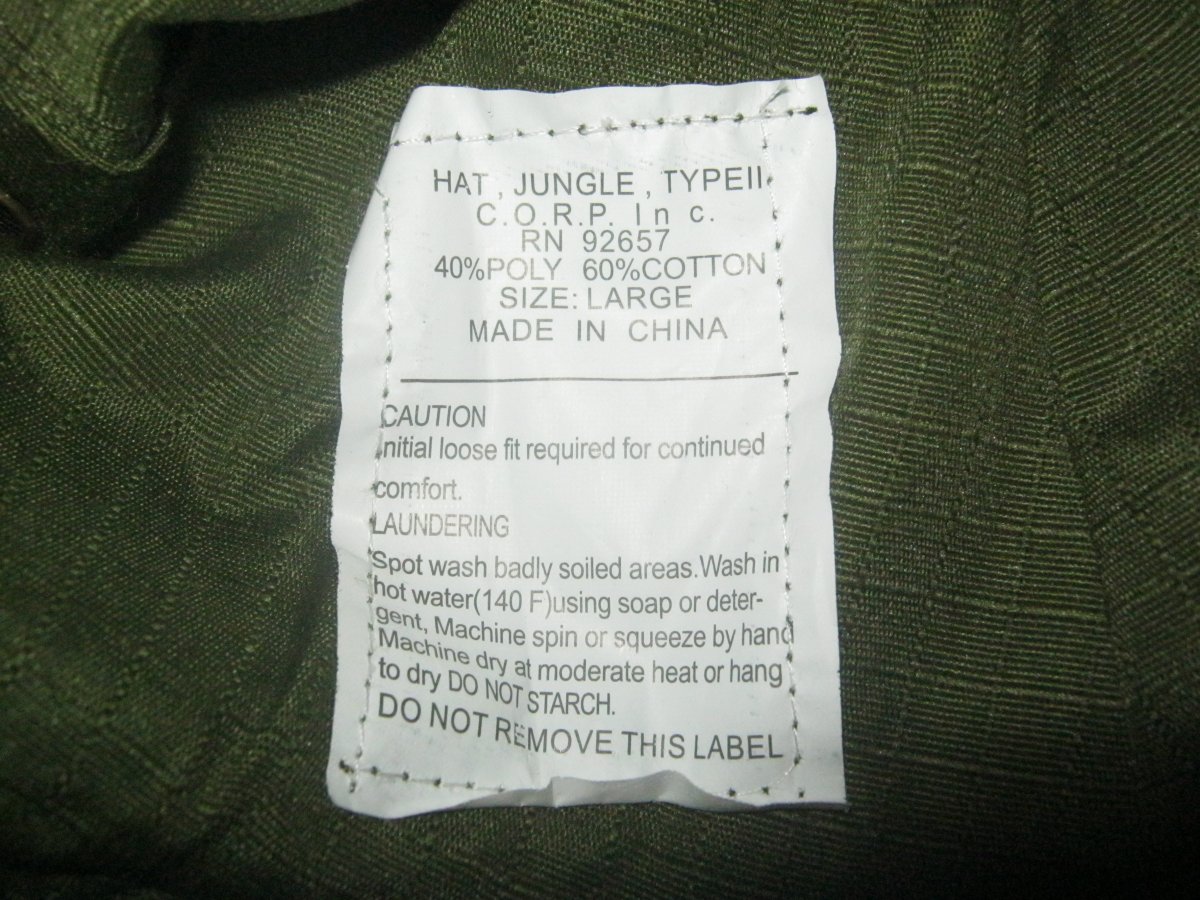 HAT , JUNGLE , TYPEII
C.O.R.P. Inc.
RN 92657
40%POLY 60%COTTON
SIZE: LARGE
MADE IN CHINA
CAUTION
Initial loose fit required for continued
comfort.
LAUNDERING
Spot wash badly soiled areas.Wash in
hot water(140 F)using soap or deter-
gent, Machine spin or squeeze by hand
Machine dry at moderate heat or hang
to dry DO NOT STARCH.
DO NOT REMOVE THIS LABEL